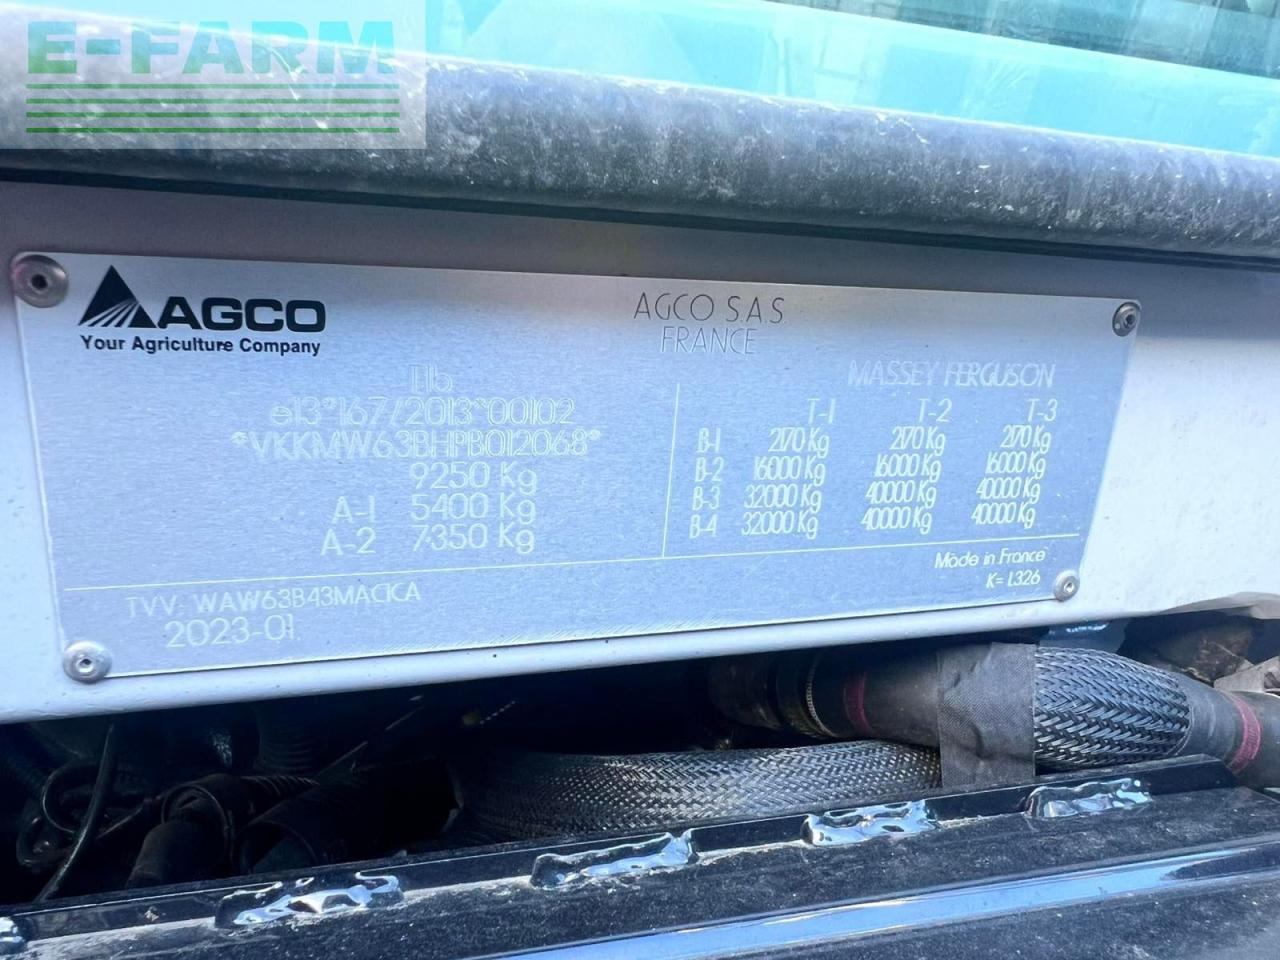 E-FARM
AGCO
Your Agriculture Company
AGCO S.A.S.
FRANCE
T1b
e13*167/2013*00102
*VKKMW63BHPB012068*
9250 Kg
A-1 5400 Kg
A-2 7350 Kg
MASSEY FERGUSON
T-1 T-2 T-3
B-1 2170 Kg 2170 Kg 2170 Kg
B-2 16000 Kg 16000 Kg 16000 Kg
B-3 32000 Kg 40000 Kg 40000 Kg
B-4 32000 Kg 40000 Kg 40000 Kg
Made in France
K= 1.326
TVV: WAW63B43MAC1CA
2023-01